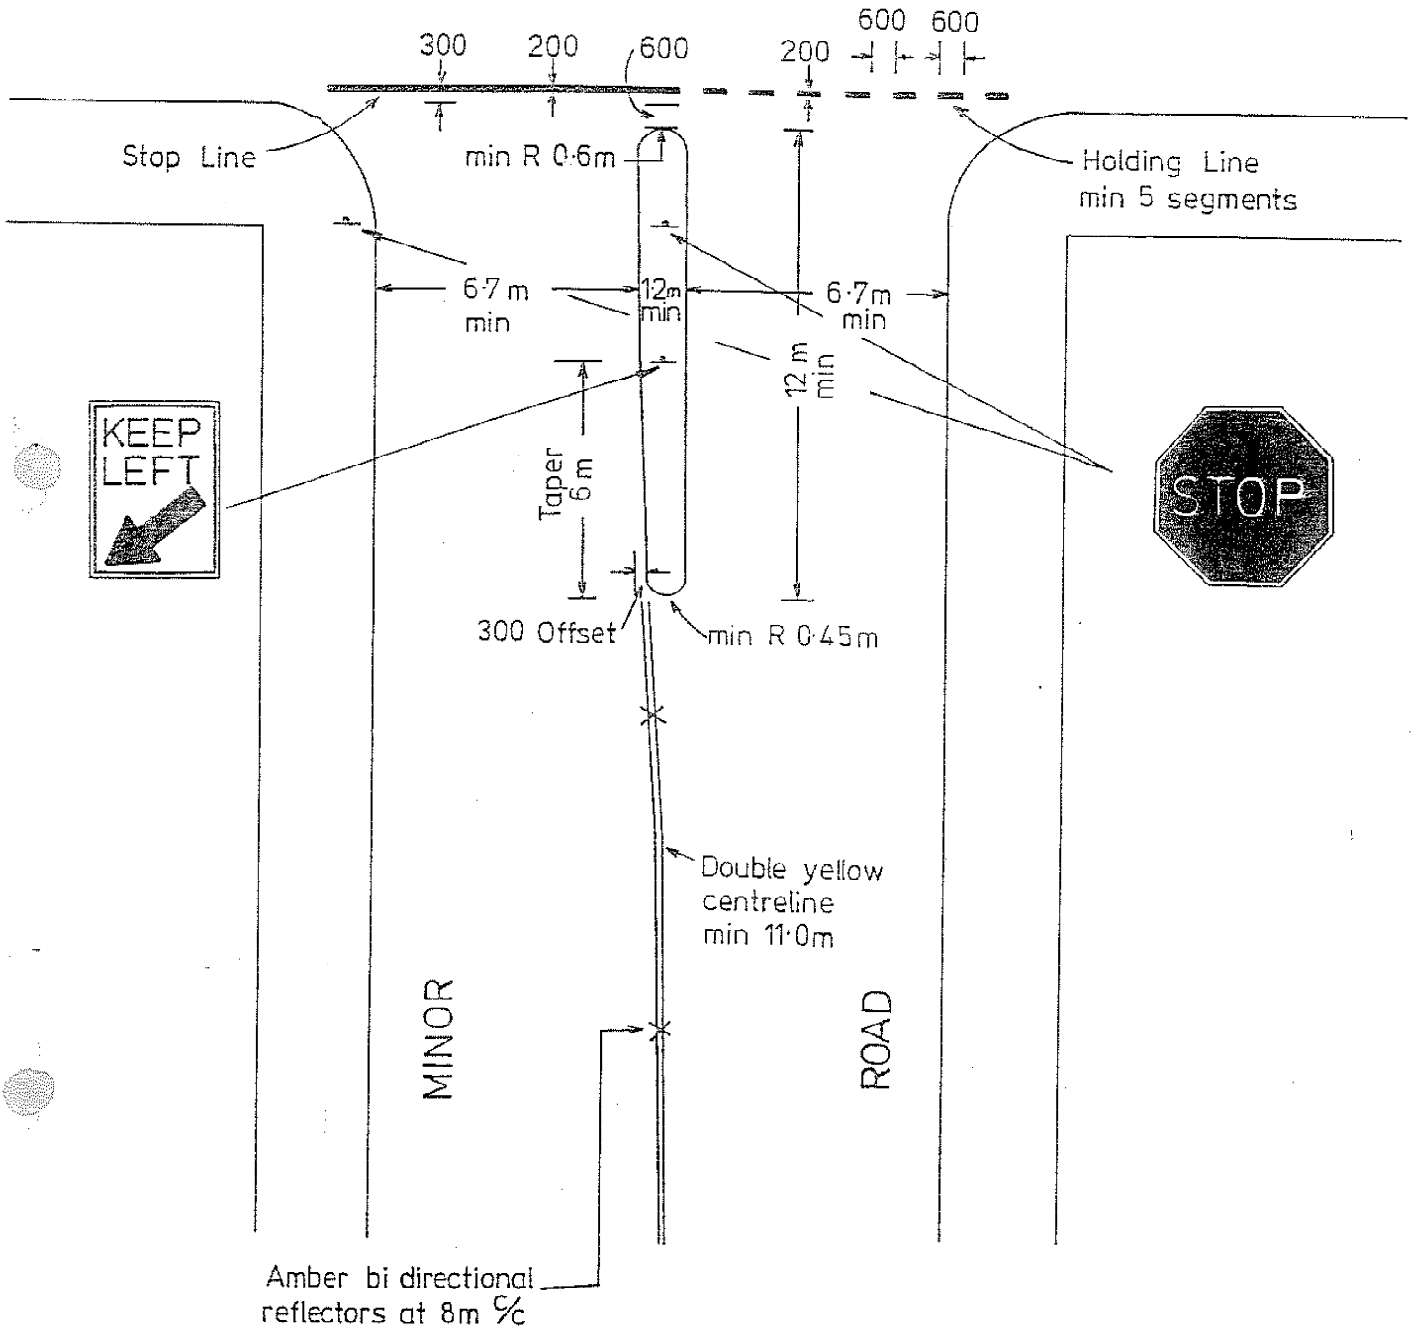 600 600
300 200 600 200
Stop Line
min R 0·6m
Holding Line
min 5 segments
6·7 m
min
12m
min
6·7m
min
12 m
min
KEEP
LEFT
STOP
Taper
6 m
300 Offset
min R 0·45m
Double yellow
centreline
min 11·0m
MINOR
ROAD
Amber bi directional
reflectors at 8m C/C